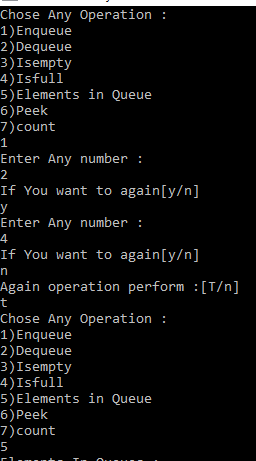 Chose Any Operation :
1)Enqueue
2)Dequeue
3)Isempty
4)Isfull
5)Elements in Queue
6)Peek
7)count
1
Enter Any number :
2
If You want to again[y/n]
y
Enter Any number :
4
If You want to again[y/n]
n
Again operation perform :[T/n]
t
Chose Any Operation :
1)Enqueue
2)Dequeue
3)Isempty
4)Isfull
5)Elements in Queue
6)Peek
7)count
5
Elements In Queues :